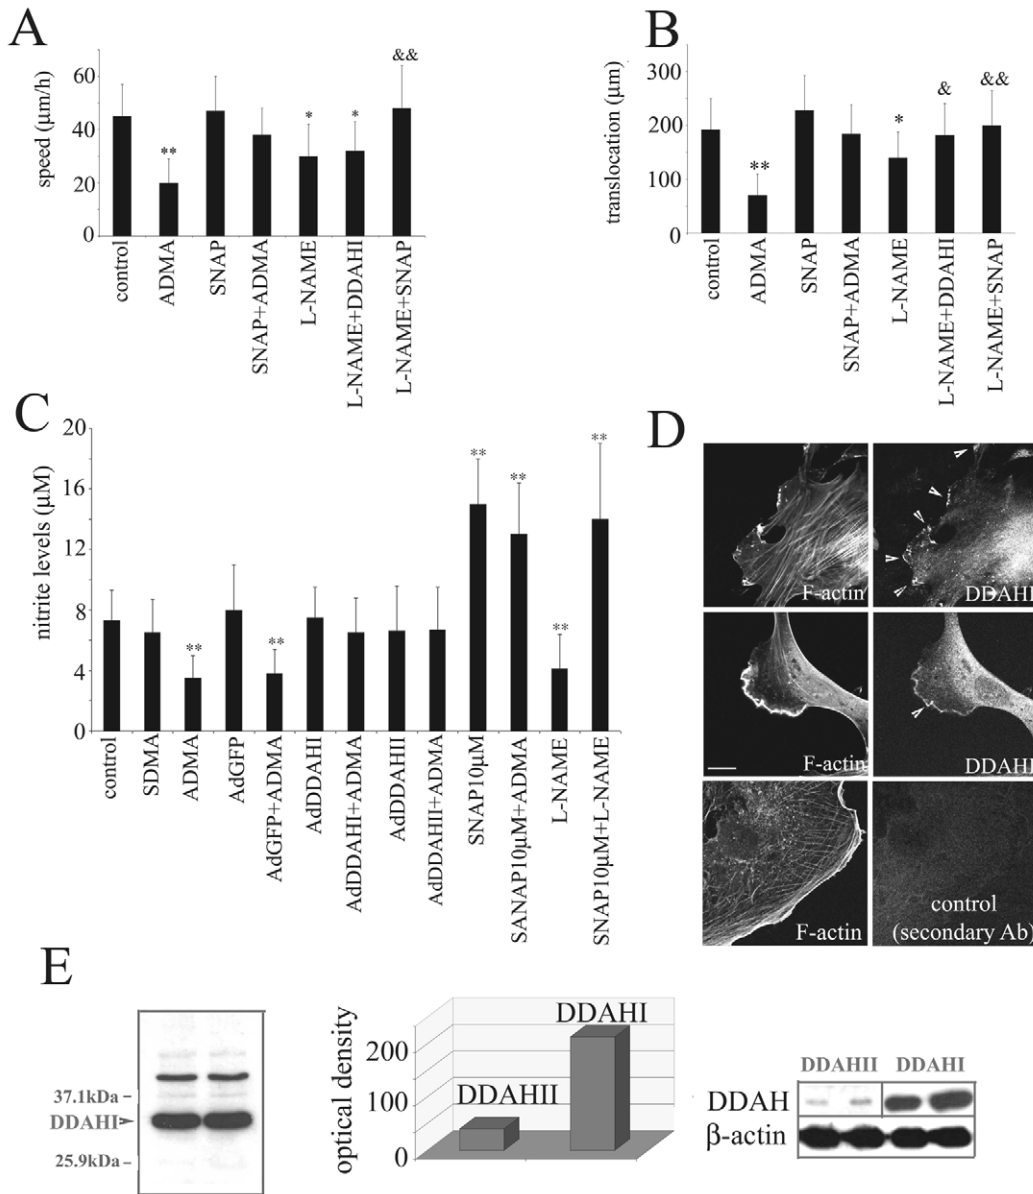 A
speed (µm/h)
60
40
20
0
**
*
*
&&
control
ADMA
SNAP
SNAP+ADMA
L-NAME
L-NAME+DDAHI
L-NAME+SNAP
B
translocation (µm)
300
200
100
0
**
*
&
&&
control
ADMA
SNAP
SNAP+ADMA
L-NAME
L-NAME+DDAHI
L-NAME+SNAP
C
nitrite levels (µM)
20
16
12
8
4
0
**
**
**
**
**
**
control
SDMA
ADMA
AdGFP
AdGFP+ADMA
AdDDAHI
AdDDAHI+ADMA
AdDDAHII
AdDDAHII+ADMA
SNAP10µM
SANAP10µM+ADMA
L-NAME
SNAP10µM+L-NAME
D
F-actin
DDAHI
F-actin
DDAHI
F-actin
control
(secondary Ab)
E
37.1kDa
DDAHI
25.9kDa
optical density
200
100
0
DDAHII
DDAHI
DDAHII DDAHI
DDAH
β-actin